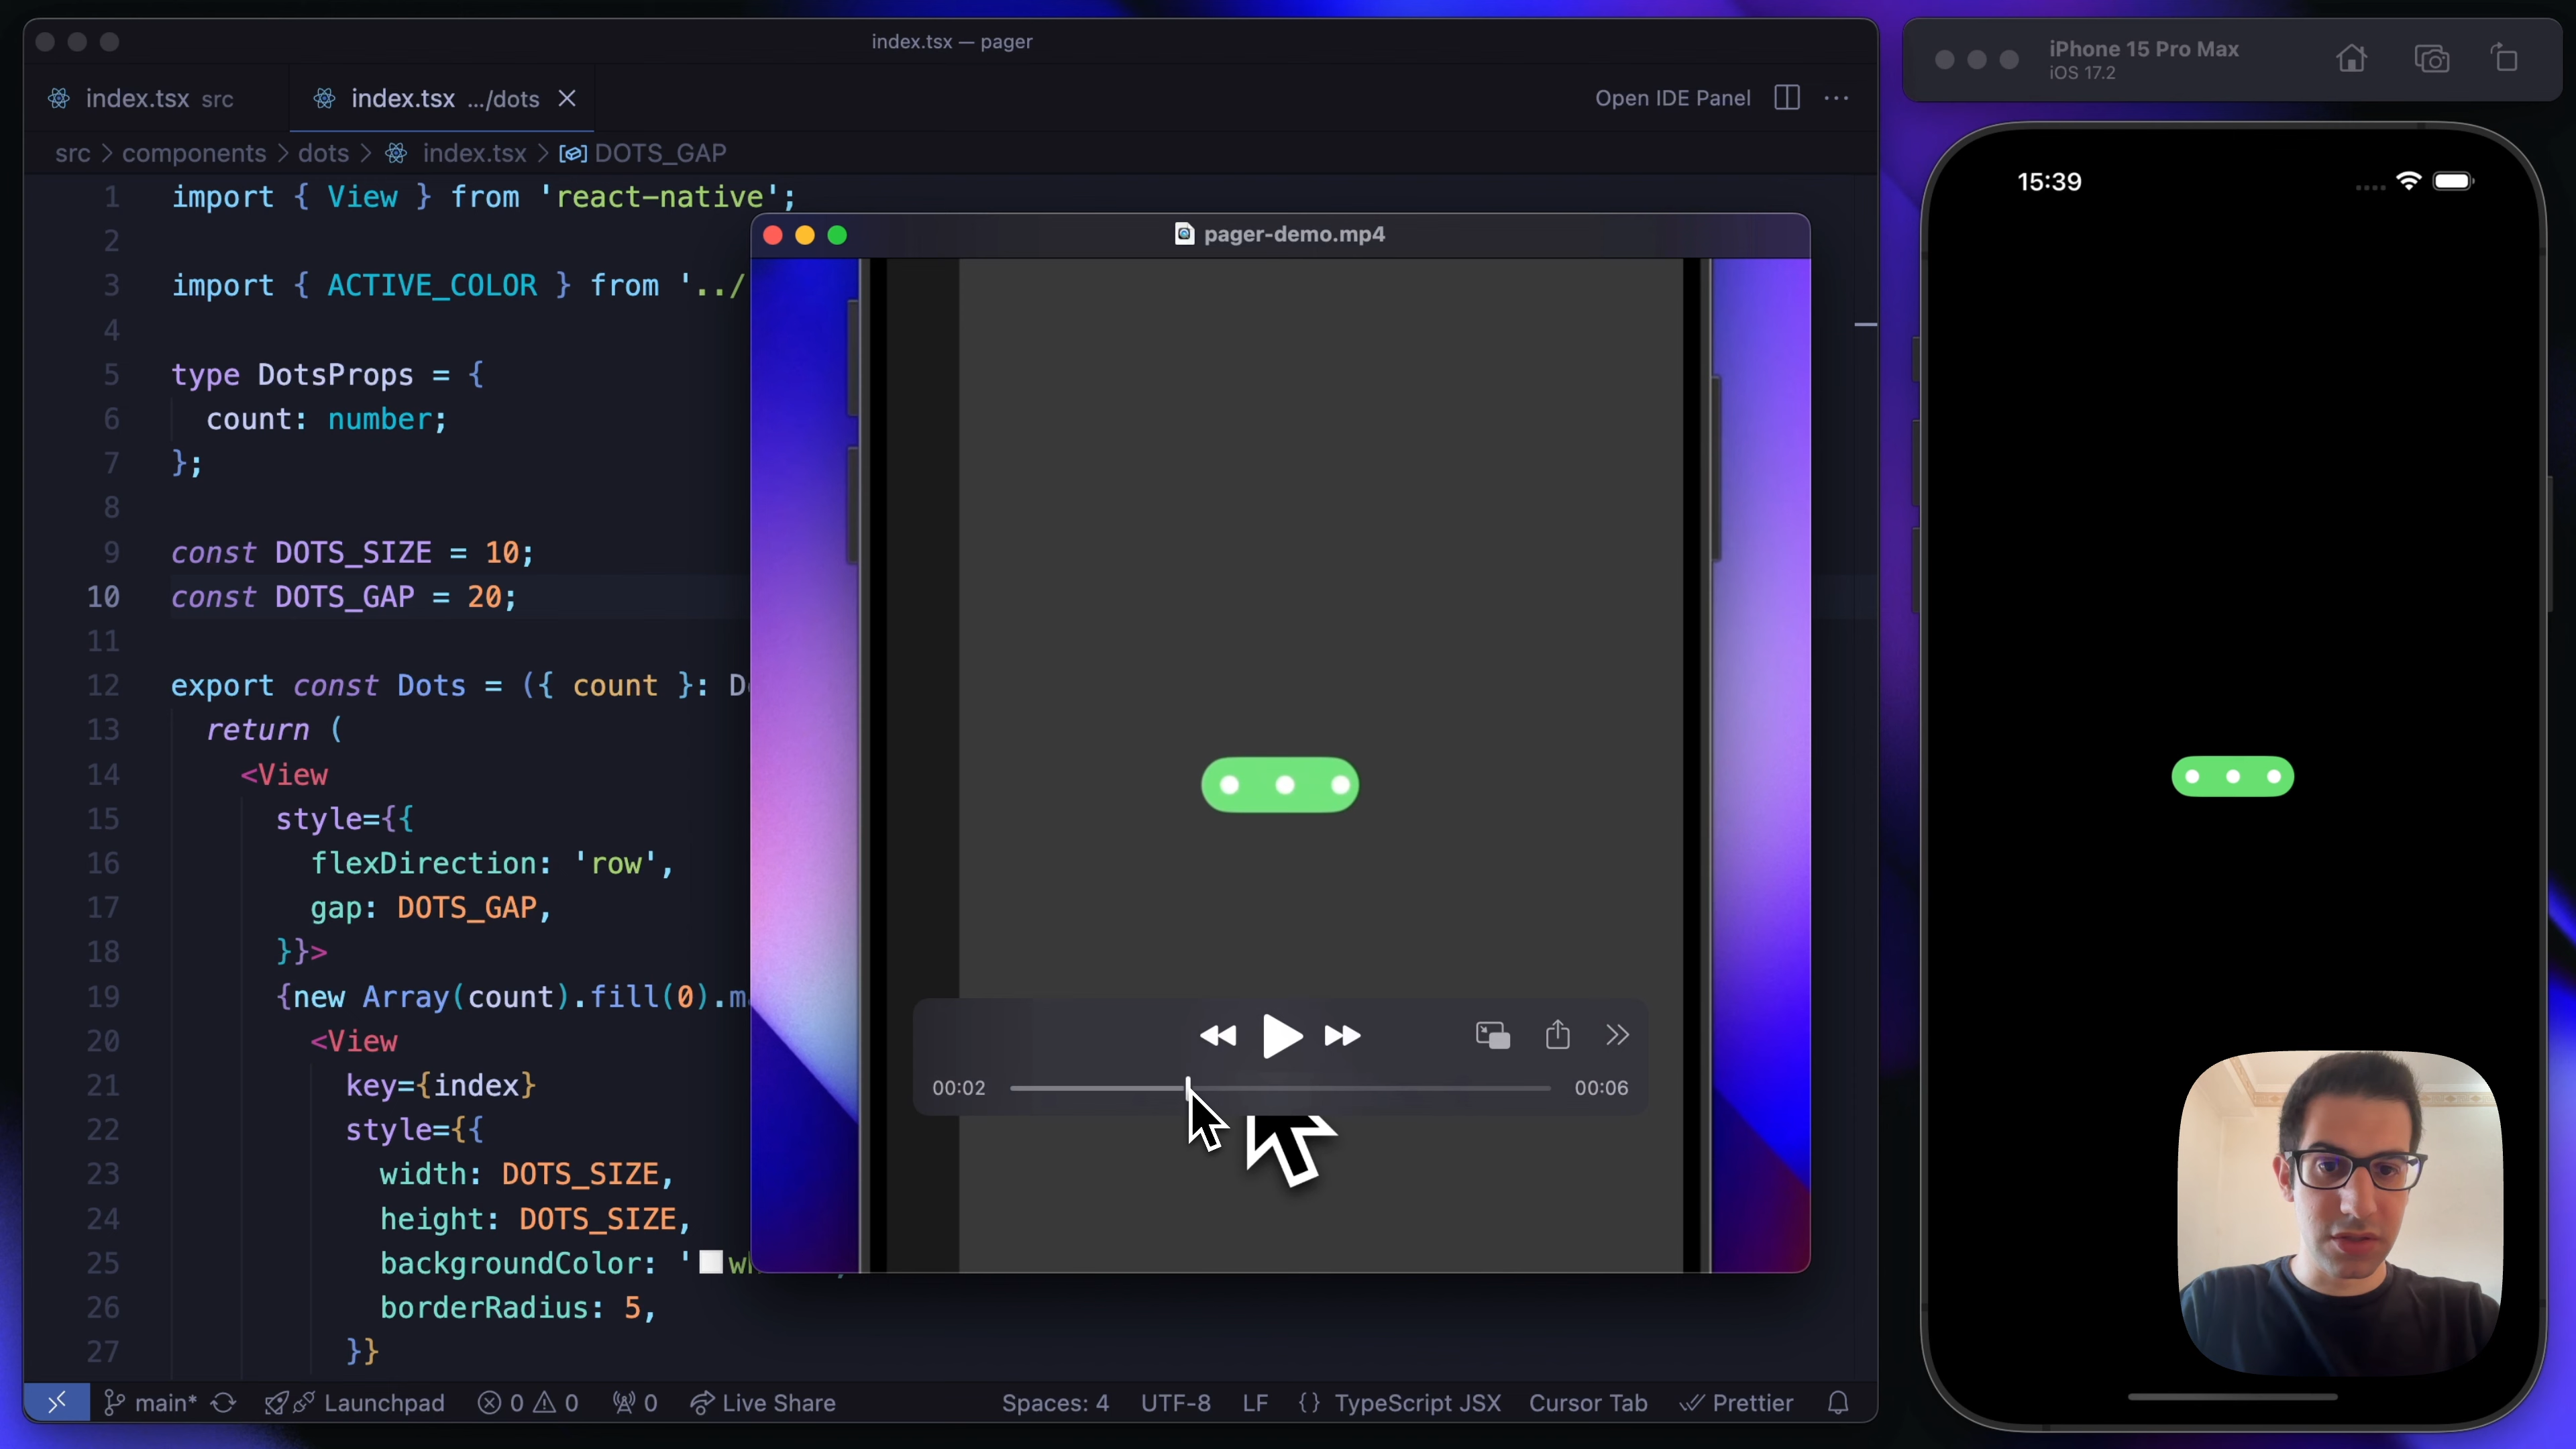 index.tsx — pager
index.tsx src
index.tsx .../dots
Open IDE Panel
src > components > dots > index.tsx > DOTS_GAP
1 import { View } from 'react-native';
2
3 import { ACTIVE_COLOR } from '../
4
5 type DotsProps = {
6 count: number;
7 };
8
9 const DOTS_SIZE = 10;
10 const DOTS_GAP = 20;
11
12 export const Dots = ({ count }: D
13 return (
14 <View
15 style={{
16 flexDirection: 'row',
17 gap: DOTS_GAP,
18 }}>
19 {new Array(count).fill(0).m
20 <View
21 key={index}
22 style={{
23 width: DOTS_SIZE,
24 height: DOTS_SIZE,
25 backgroundColor: '
26 borderRadius: 5,
27 }}
main* Launchpad 0 0 0 Live Share Spaces: 4 UTF-8 LF {} TypeScript JSX Cursor Tab Prettier
pager-demo.mp4
00:02 00:06
iPhone 15 Pro Max
iOS 17.2
15:39